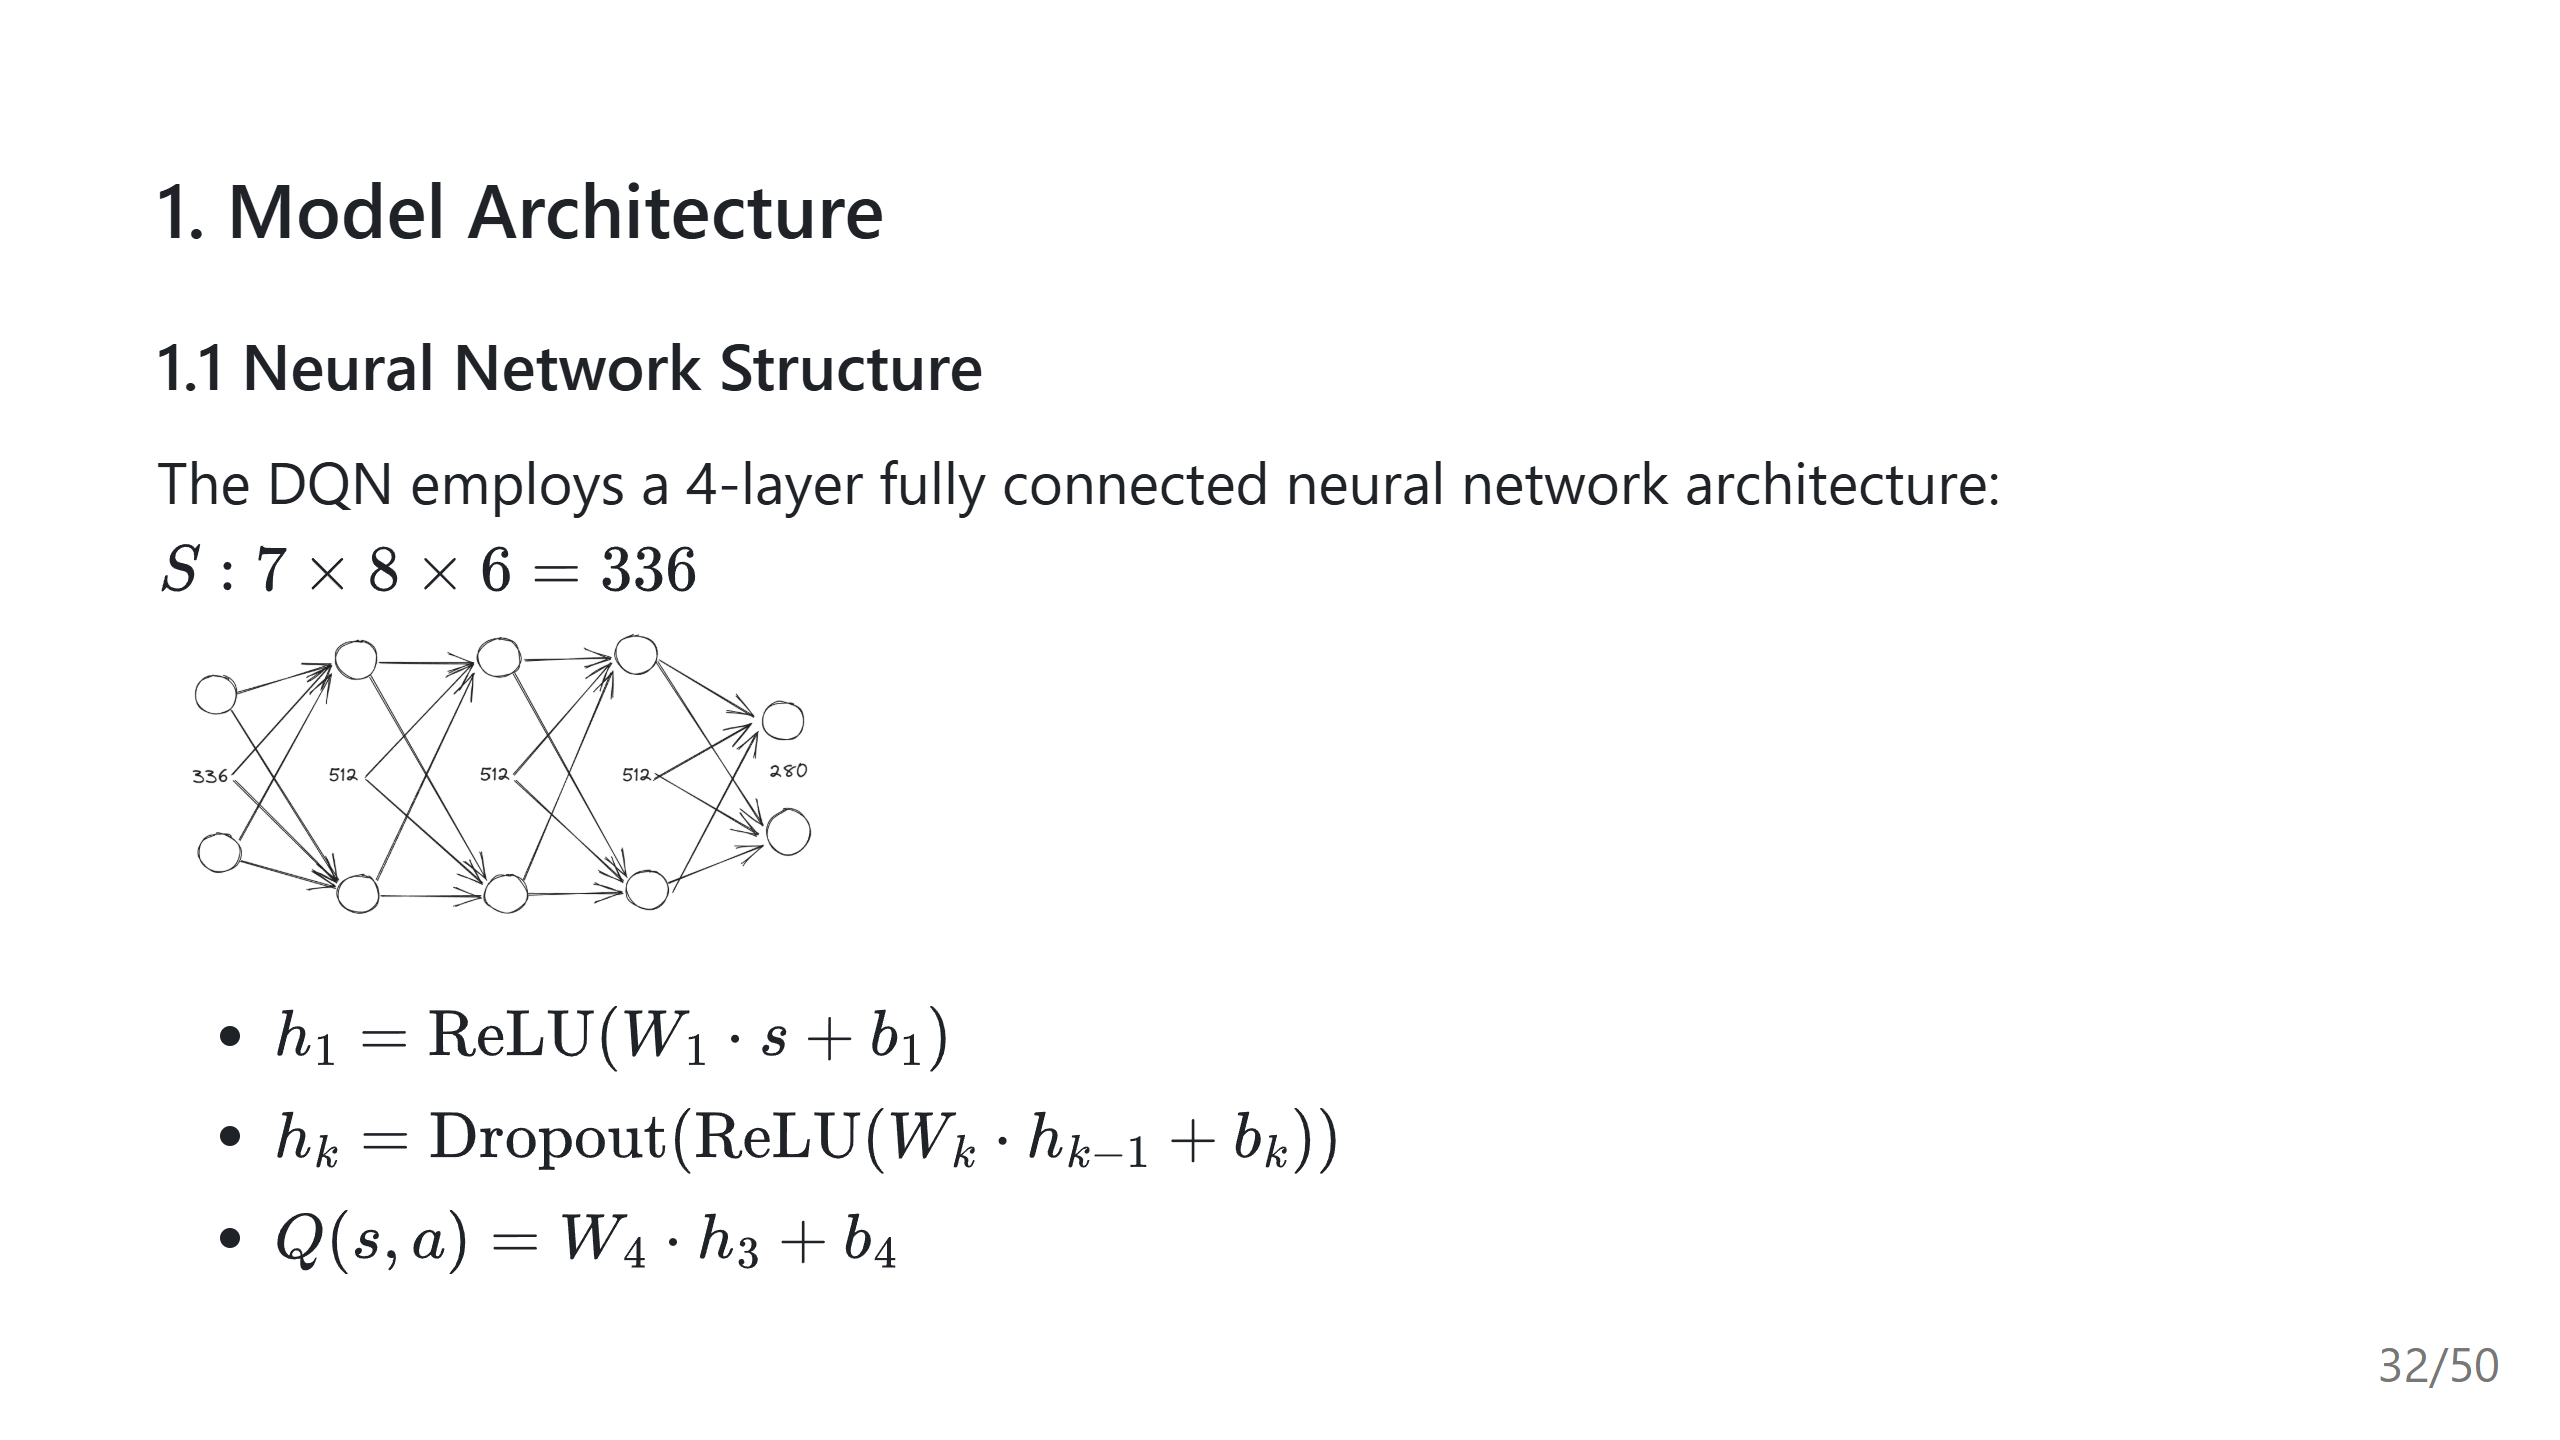 1. Model Architecture
1.1 Neural Network Structure
The DQN employs a 4-layer fully connected neural network architecture:
S : 7 × 8 × 6 = 336
336 512 512 512 280
• h₁ = ReLU(W₁ · s + b₁)
• hₖ = Dropout(ReLU(Wₖ · hₖ₋₁ + bₖ))
• Q(s, a) = W₄ · h₃ + b₄
32/50